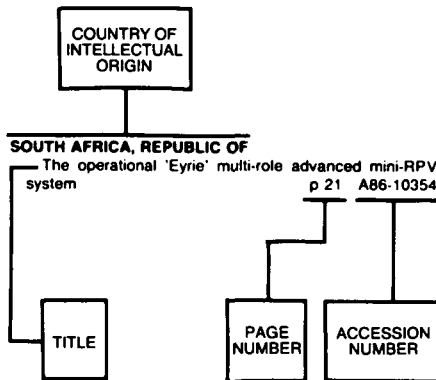 COUNTRY OF
INTELLECTUAL
ORIGIN
SOUTH AFRICA, REPUBLIC OF
The operational 'Eyrie' multi-role advanced mini-RPV
system p 21 A86-10354
TITLE
PAGE
NUMBER
ACCESSION
NUMBER